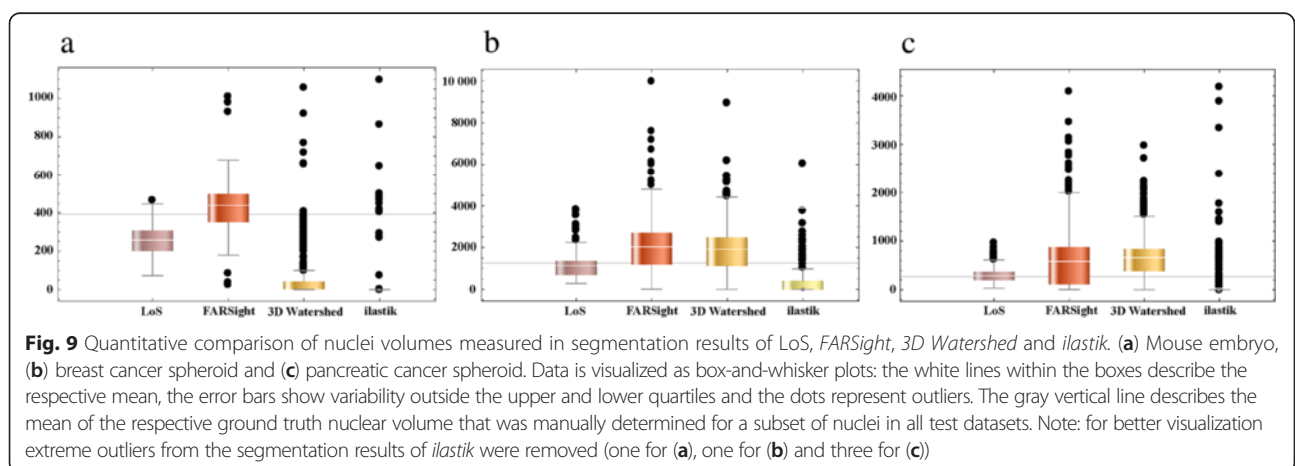 a
1000
800
600
400
200
0
LoS FARSight 3D Watershed ilastik
b
10 000
8000
6000
4000
2000
0
LoS FARSight 3D Watershed ilastik
c
4000
3000
2000
1000
0
LoS FARSight 3D Watershed ilastik
Fig. 9 Quantitative comparison of nuclei volumes measured in segmentation results of LoS, FARSight, 3D Watershed and ilastik. (a) Mouse embryo,
(b) breast cancer spheroid and (c) pancreatic cancer spheroid. Data is visualized as box-and-whisker plots: the white lines within the boxes describe the
respective mean, the error bars show variability outside the upper and lower quartiles and the dots represent outliers. The gray vertical line describes the
mean of the respective ground truth nuclear volume that was manually determined for a subset of nuclei in all test datasets. Note: for better visualization
extreme outliers from the segmentation results of ilastik were removed (one for (a), one for (b) and three for (c))